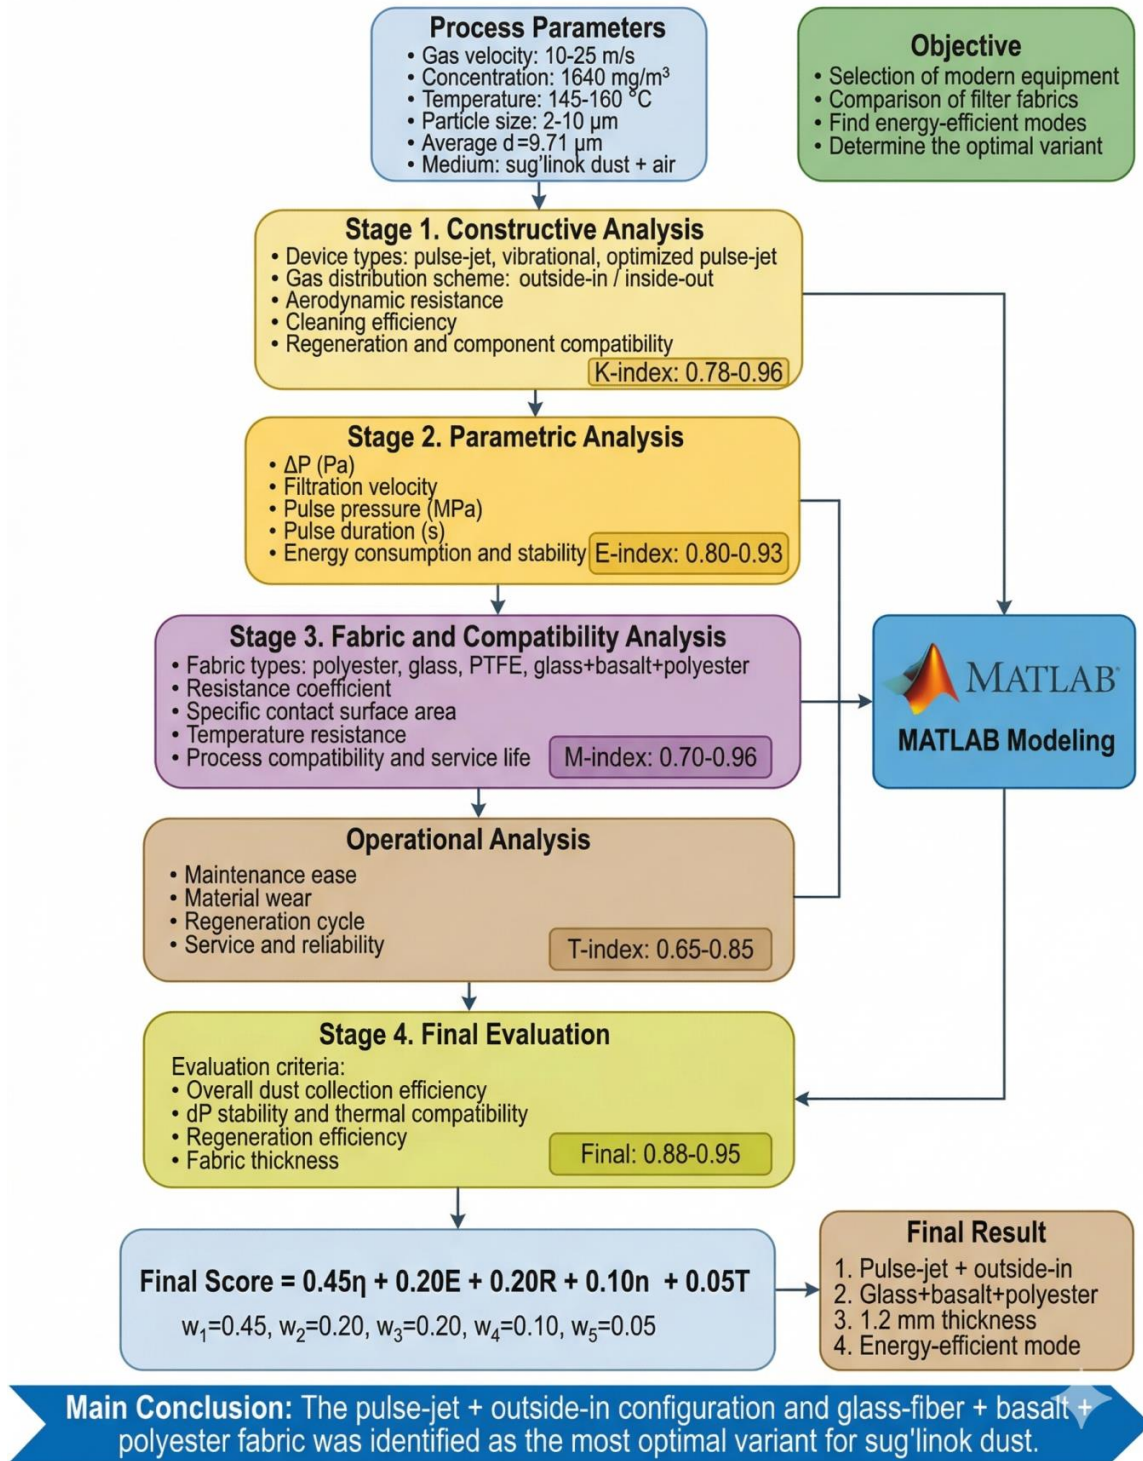 Process Parameters
• Gas velocity: 10-25 m/s
• Concentration: 1640 mg/m³
• Temperature: 145-160 °C
• Particle size: 2-10 μm
• Average d=9.71 μm
• Medium: sug'linok dust + air
Objective
• Selection of modern equipment
• Comparison of filter fabrics
• Find energy-efficient modes
• Determine the optimal variant
Stage 1. Constructive Analysis
• Device types: pulse-jet, vibrational, optimized pulse-jet
• Gas distribution scheme: outside-in / inside-out
• Aerodynamic resistance
• Cleaning efficiency
• Regeneration and component compatibility
K-index: 0.78-0.96
Stage 2. Parametric Analysis
• ΔP (Pa)
• Filtration velocity
• Pulse pressure (MPa)
• Pulse duration (s)
• Energy consumption and stability
E-index: 0.80-0.93
Stage 3. Fabric and Compatibility Analysis
• Fabric types: polyester, glass, PTFE, glass+basalt+polyester
• Resistance coefficient
• Specific contact surface area
• Temperature resistance
• Process compatibility and service life
M-index: 0.70-0.96
MATLAB®
MATLAB Modeling
Operational Analysis
• Maintenance ease
• Material wear
• Regeneration cycle
• Service and reliability
T-index: 0.65-0.85
Stage 4. Final Evaluation
Evaluation criteria:
• Overall dust collection efficiency
• dP stability and thermal compatibility
• Regeneration efficiency
• Fabric thickness
Final: 0.88-0.95
Final Score = 0.45η + 0.20E + 0.20R + 0.10n + 0.05T
w₁=0.45, w₂=0.20, w₃=0.20, w₄=0.10, w₅=0.05
Final Result
1. Pulse-jet + outside-in
2. Glass+basalt+polyester
3. 1.2 mm thickness
4. Energy-efficient mode
Main Conclusion: The pulse-jet + outside-in configuration and glass-fiber + basalt +
polyester fabric was identified as the most optimal variant for sug'linok dust.